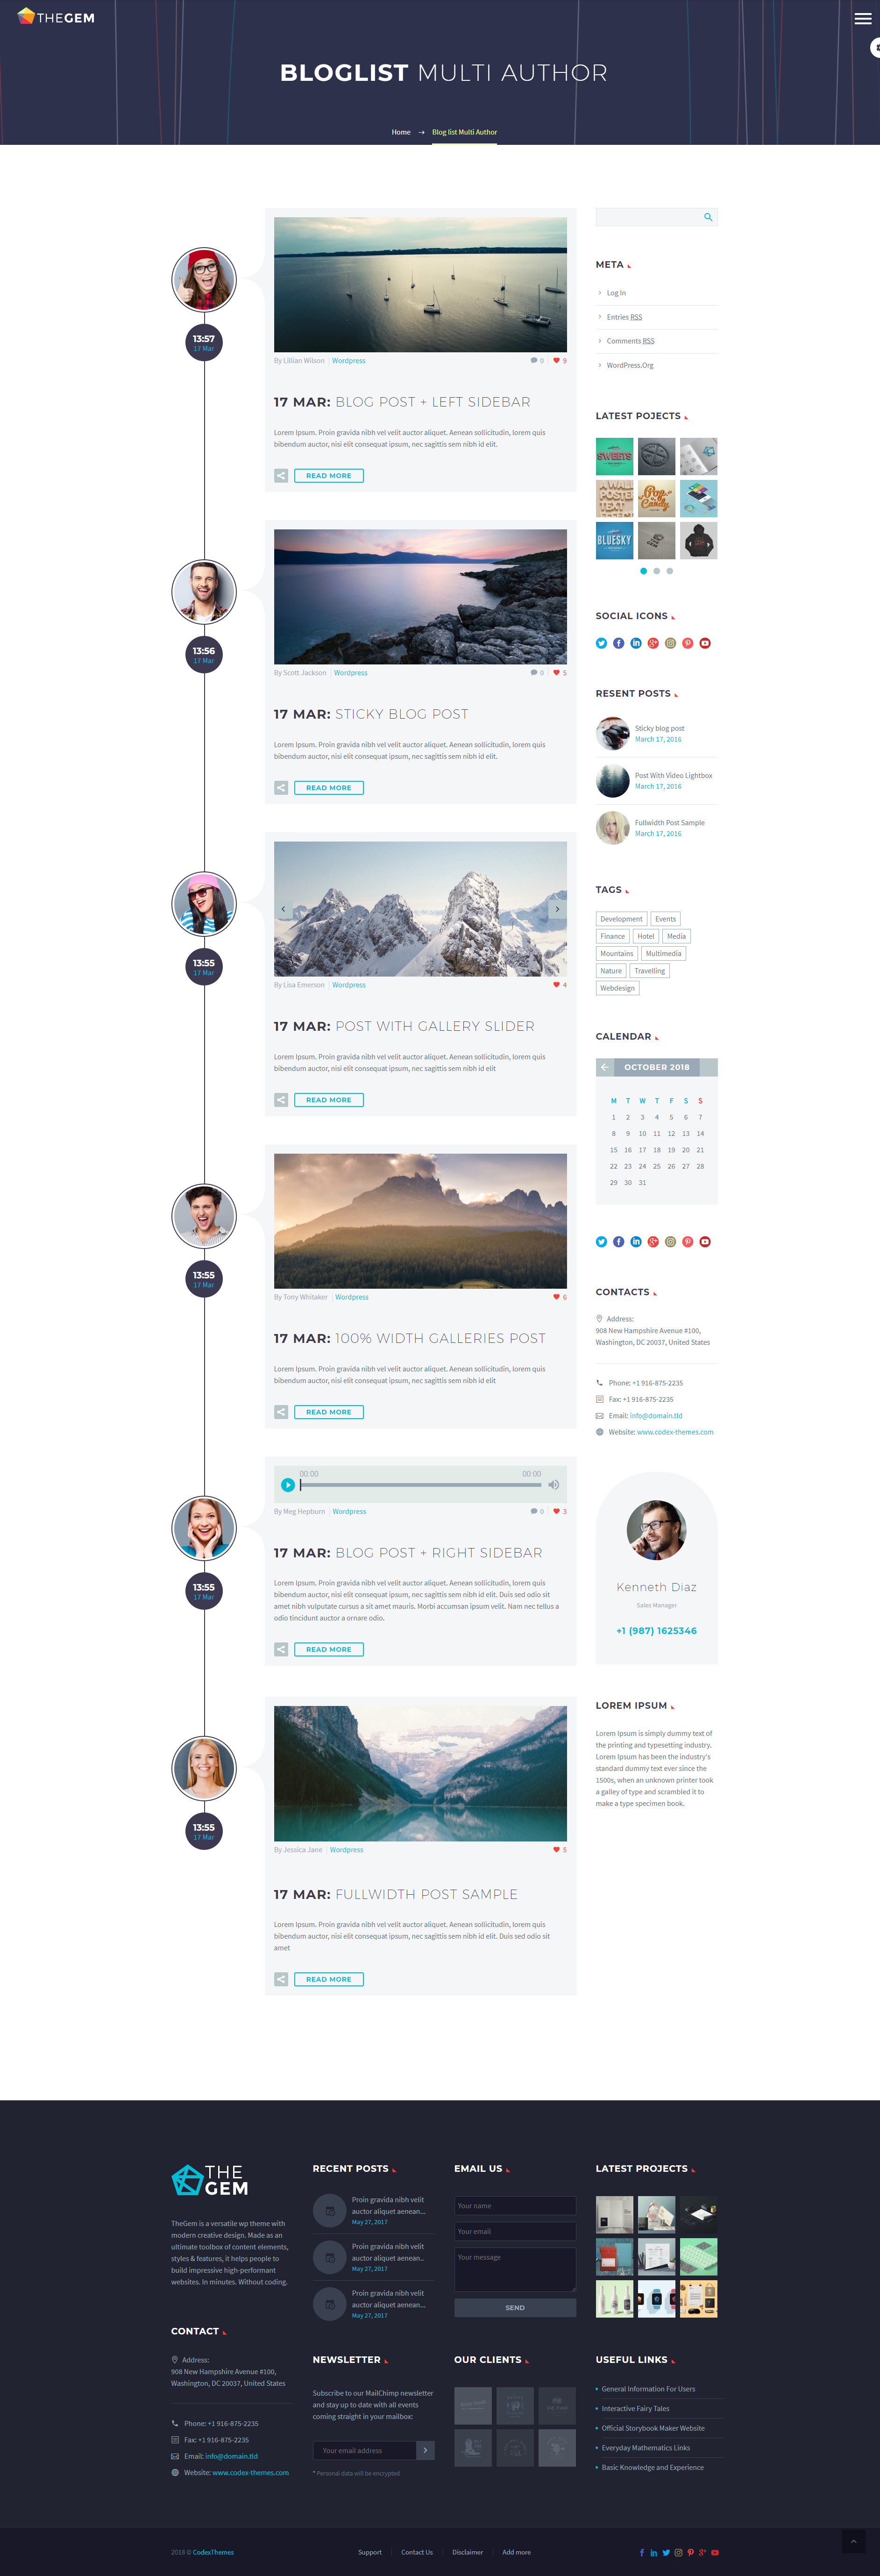 THEGEM
BLOGLIST MULTI AUTHOR
Home → Blog list Multi Author
13:57
17 Mar
By Lillian Wilson Wordpress 0 9
17 MAR: BLOG POST + LEFT SIDEBAR
Lorem Ipsum. Proin gravida nibh vel velit auctor aliquet. Aenean sollicitudin, lorem quis
bibendum auctor, nisi elit consequat ipsum, nec sagittis sem nibh id elit.
READ MORE
13:56
17 Mar
By Scott Jackson Wordpress 0 5
17 MAR: STICKY BLOG POST
Lorem Ipsum. Proin gravida nibh vel velit auctor aliquet. Aenean sollicitudin, lorem quis
bibendum auctor, nisi elit consequat ipsum, nec sagittis sem nibh id elit.
READ MORE
13:55
17 Mar
By Lisa Emerson Wordpress 4
17 MAR: POST WITH GALLERY SLIDER
Lorem Ipsum. Proin gravida nibh vel velit auctor aliquet. Aenean sollicitudin, lorem quis
bibendum auctor, nisi elit consequat ipsum, nec sagittis sem nibh id elit
READ MORE
13:55
17 Mar
By Tony Whitaker Wordpress 6
17 MAR: 100% WIDTH GALLERIES POST
Lorem Ipsum. Proin gravida nibh vel velit auctor aliquet. Aenean sollicitudin, lorem quis
bibendum auctor, nisi elit consequat ipsum, nec sagittis sem nibh id elit
READ MORE
13:55
17 Mar
00:00 00:00
By Meg Hepburn Wordpress 0 3
17 MAR: BLOG POST + RIGHT SIDEBAR
Lorem Ipsum. Proin gravida nibh vel velit auctor aliquet. Aenean sollicitudin, lorem quis
bibendum auctor, nisi elit consequat ipsum, nec sagittis sem nibh id elit. Duis sed odio sit
amet nibh vulputate cursus a sit amet mauris. Morbi accumsan ipsum velit. Nam nec tellus a
odio tincidunt auctor a ornare odio.
READ MORE
13:55
17 Mar
By Jessica Jane Wordpress 5
17 MAR: FULLWIDTH POST SAMPLE
Lorem Ipsum. Proin gravida nibh vel velit auctor aliquet. Aenean sollicitudin, lorem quis
bibendum auctor, nisi elit consequat ipsum, nec sagittis sem nibh id elit. Duis sed odio sit
amet
READ MORE
META
Log In
Entries RSS
Comments RSS
WordPress.Org
LATEST POJECTS
SWEETS
A WALL
POSTER
TEXT
Pop
Candy
BLUESKY
SOCIAL ICONS
RESENT POSTS
Sticky blog post
March 17, 2016
Post With Video Lightbox
March 17, 2016
Fullwidth Post Sample
March 17, 2016
TAGS
Development Events
Finance Hotel Media
Mountains Multimedia
Nature Travelling
Webdesign
CALENDAR
OCTOBER 2018
M T W T F S S
1 2 3 4 5 6 7
8 9 10 11 12 13 14
15 16 17 18 19 20 21
22 23 24 25 26 27 28
29 30 31
CONTACTS
Address:
908 New Hampshire Avenue #100,
Washington, DC 20037, United States
Phone: +1 916-875-2235
Fax: +1 916-875-2235
Email: info@domain.tld
Website: www.codex-themes.com
Kenneth Diaz
Sales Manager
+1 (987) 1625346
LOREM IPSUM
Lorem Ipsum is simply dummy text of
the printing and typesetting industry.
Lorem Ipsum has been the industry's
standard dummy text ever since the
1500s, when an unknown printer took
a galley of type and scrambled it to
make a type specimen book.
THE
GEM
TheGem is a versatile wp theme with
modern creative design. Made as an
ultimate toolbox of content elements,
styles & features, it helps people to
build impressive high-performant
websites. In minutes. Without coding.
CONTACT
Address:
908 New Hampshire Avenue #100,
Washington, DC 20037, United States
Phone: +1 916-875-2235
Fax: +1 916-875-2235
Email: info@domain.tld
Website: www.codex-themes.com
RECENT POSTS
Proin gravida nibh velit
auctor aliquet aenean...
May 27, 2017
Proin gravida nibh velit
auctor aliquet aenean..
May 27, 2017
Proin gravida nibh velit
auctor aliquet aenean...
May 27, 2017
NEWSLETTER
Subscribe to our MailChimp newsletter
and stay up to date with all events
coming straight in your mailbox:
Your email address
* Personal data will be encrypted
EMAIL US
Your name
Your email
Your message
SEND
OUR CLIENTS
LATEST PROJECTS
USEFUL LINKS
General Information For Users
Interactive Fairy Tales
Official Storybook Maker Website
Everyday Mathematics Links
Basic Knowledge and Experience
2018 © CodexThemes
Support Contact Us Disclaimer Add more